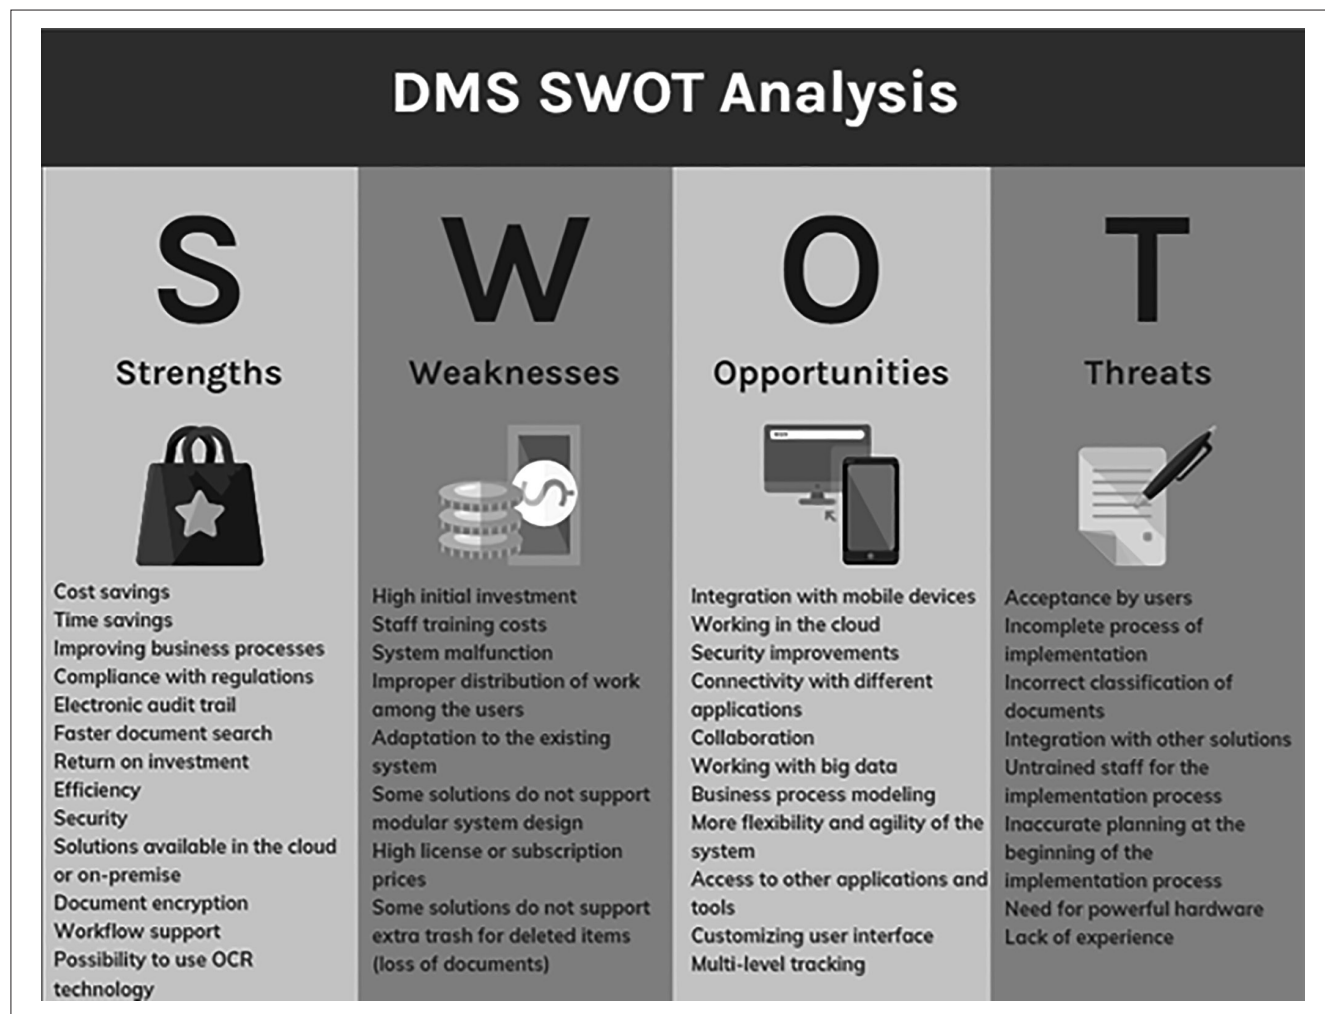 DMS SWOT Analysis
S
Strengths
Cost savings
Time savings
Improving business processes
Compliance with regulations
Electronic audit trail
Faster document search
Return on investment
Efficiency
Security
Solutions available in the cloud
or on-premise
Document encryption
Workflow support
Possibility to use OCR
technology
W
Weaknesses
High initial investment
Staff training costs
System malfunction
Improper distribution of work
among the users
Adaptation to the existing
system
Some solutions do not support
modular system design
High license or subscription
prices
Some solutions do not support
extra trash for deleted items
(loss of documents)
O
Opportunities
Integration with mobile devices
Working in the cloud
Security improvements
Connectivity with different
applications
Collaboration
Working with big data
Business process modeling
More flexibility and agility of the
system
Access to other applications and
tools
Customizing user interface
Multi-level tracking
T
Threats
Acceptance by users
Incomplete process of
implementation
Incorrect classification of
documents
Integration with other solutions
Untrained staff for the
implementation process
Inaccurate planning at the
beginning of the
implementation process
Need for powerful hardware
Lack of experience